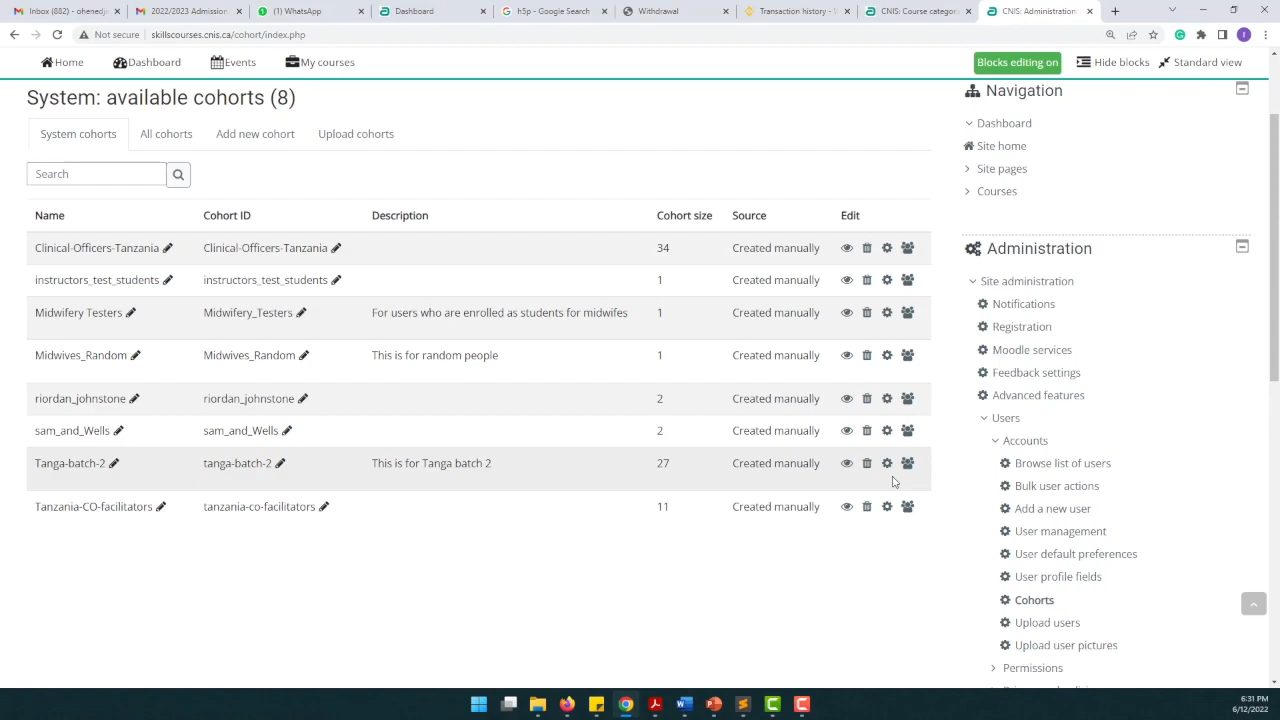 Inbox (930) - ohenedj
2022/2023 Admission
(1) WhatsApp
Dashboard
h5p - Google Search
Withdrawal
Transaction history - W
CNIS: Course categori
CNIS: Administration:
Not secure
skillscourses.cnis.ca/cohort/index.php
Home
Dashboard
Events
My courses
Blocks editing on
Hide blocks
Standard view
System: available cohorts (8)
System cohorts
All cohorts
Add new cohort
Upload cohorts
Search
Name Cohort ID Description Cohort size Source Edit
Clinical-Officers-Tanzania Clinical-Officers-Tanzania 34 Created manually
instructors_test_students instructors_test_students 1 Created manually
Midwifery Testers Midwifery_Testers For users who are enrolled as students for midwifes 1 Created manually
Midwives_Random Midwives_Random This is for random people 1 Created manually
riordan_johnstone riordan_johnstone 2 Created manually
sam_and_Wells sam_and_Wells 2 Created manually
Tanga-batch-2 tanga-batch-2 This is for Tanga batch 2 27 Created manually
Tanzania-CO-facilitators tanzania-co-facilitators 11 Created manually
Navigation
Dashboard
Site home
Site pages
Courses
Administration
Site administration
Notifications
Registration
Moodle services
Feedback settings
Advanced features
Users
Accounts
Browse list of users
Bulk user actions
Add a new user
User management
User default preferences
User profile fields
Cohorts
Upload users
Upload user pictures
Permissions
6:31 PM
6/12/2022